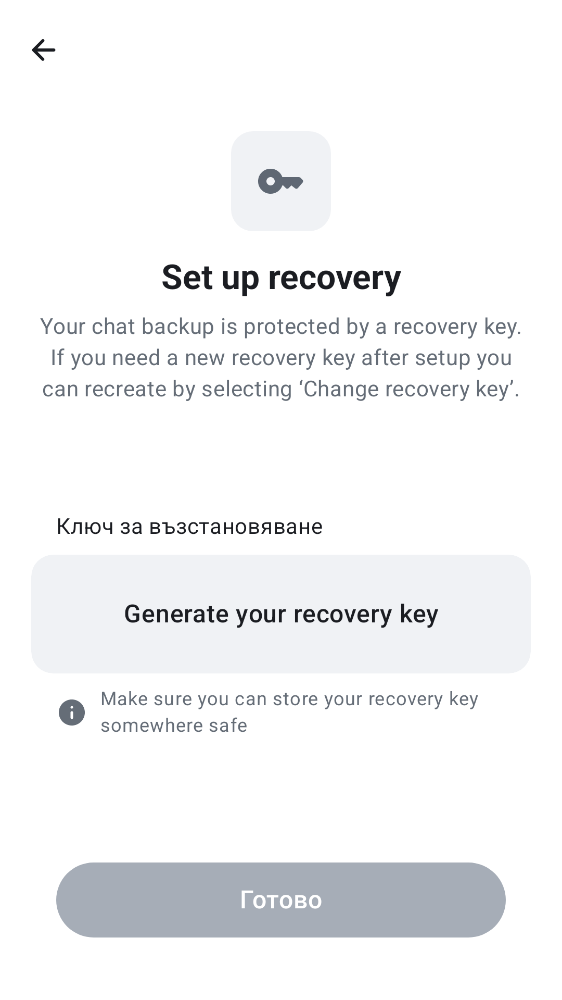 Set up recovery
Your chat backup is protected by a recovery key.
If you need a new recovery key after setup you
can recreate by selecting ‘Change recovery key’.
Ключ за възстановяване
Generate your recovery key
Make sure you can store your recovery key
somewhere safe
Готово